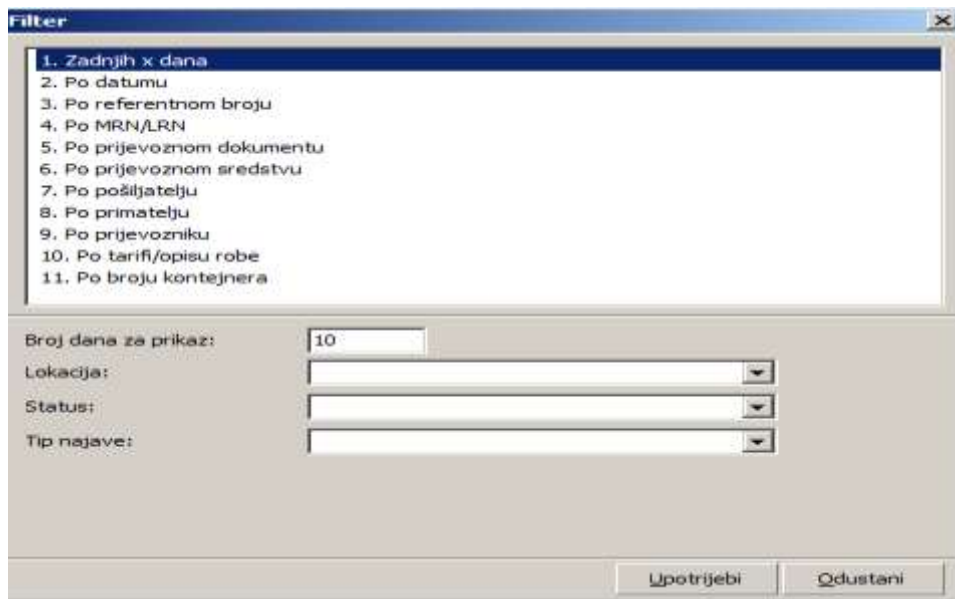 Filter
1. Zadnjih x dana
2. Po datumu
3. Po referentnom broju
4. Po MRN/LRN
5. Po prijevoznom dokumentu
6. Po prijevoznom sredstvu
7. Po pošiljatelju
8. Po primatelju
9. Po prijevozniku
10. Po tarifi/opisu robe
11. Po broju kontejnera
Broj dana za prikaz: 10
Lokacija:
Status:
Tip najave:
Upotrijebi Odustani